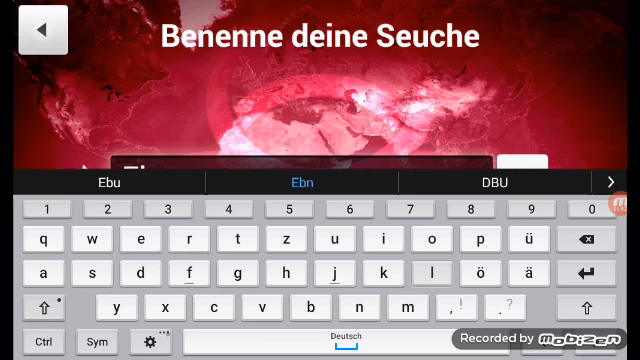 Benenne deine Seuche
Ebu Ebn DBU
1 2 3 4 5 6 7 8 9 0
q w e r t z u i o p ü
a s d f g h j k l ö ä
y x c v b n m , ! . ?
Ctrl Sym Deutsch
Recorded by mobizen